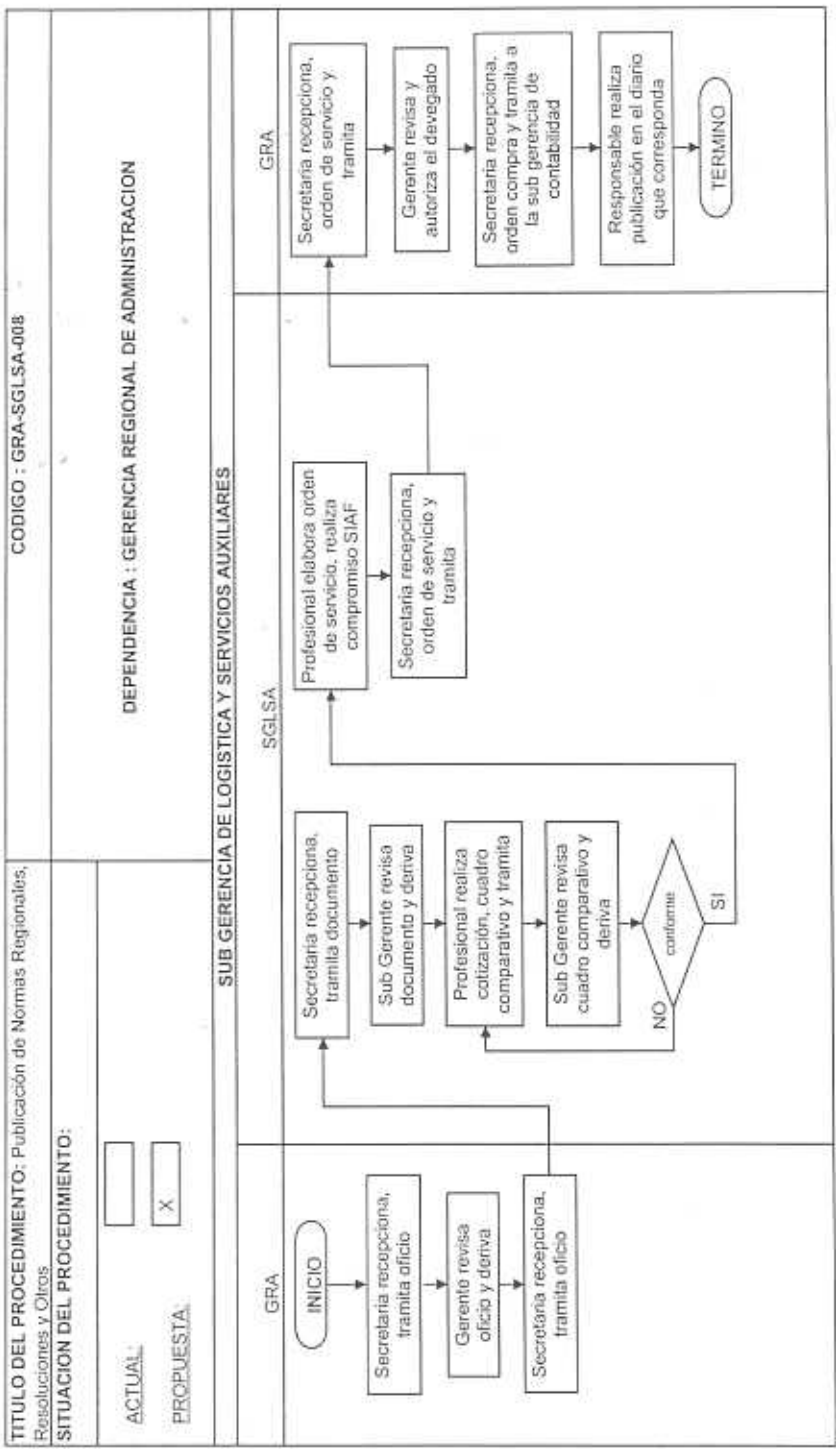 TITULO DEL PROCEDIMIENTO: Publicación de Normas Regionales,
Resoluciones y Otros
CODIGO : GRA-SGLSA-008
SITUACION DEL PROCEDIMIENTO:
ACTUAL:
PROPUESTA:
X
DEPENDENCIA : GERENCIA REGIONAL DE ADMINISTRACION
SUB GERENCIA DE LOGISTICA Y SERVICIOS AUXILIARES
GRA
SGLSA
GRA
INICIO
Secretaria recepciona,
tramita oficio
Gerente revisa
oficio y deriva
Secretaria recepciona,
tramita oficio
Secretaria recepciona,
tramita documento
Sub Gerente revisa
documento y deriva
Profesional realiza
cotización, cuadro
comparativo y tramita
Sub Gerente revisa
cuadro comparativo y
deriva
conforme
NO
SI
Profesional elabora orden
de servicio, realiza
compromiso SIAF
Secretaria recepciona,
orden de servicio y
tramita
Secretaria recepciona,
orden de servicio y
tramita
Gerente revisa y
autoriza el devegado
Secretaria recepciona,
orden compra y tramita a
la sub gerencia de
contabilidad
Responsable realiza
publicación en el diario
que corresponda
TERMINO